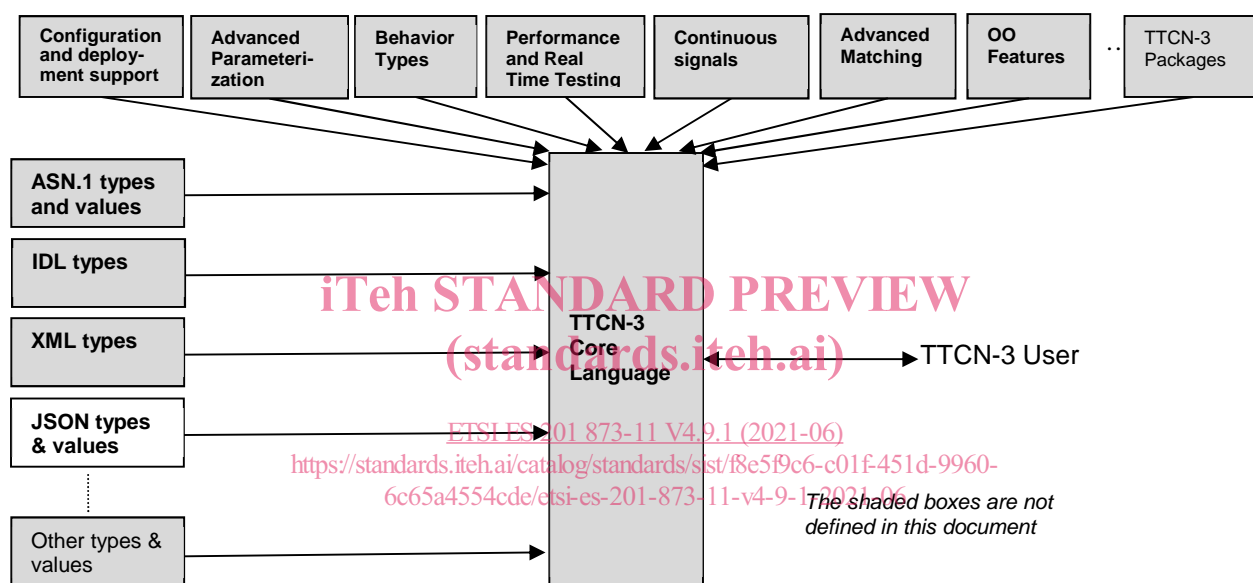 Configuration
and deploy-
ment support
Advanced
Parameteri-
zation
Behavior
Types
Performance
and Real
Time Testing
Continuous
signals
Advanced
Matching
OO
Features
..
TTCN-3
Packages
ASN.1 types
and values
IDL types
XML types
JSON types
& values
Other types &
values
TTCN-3
Core
Language
TTCN-3 User
iTeh STANDARD PREVIEW
(standards.iteh.ai)
ETSI ES 201 873-11 V4.9.1 (2021-06)
https://standards.iteh.ai/catalog/standards/sist/f8e5f9c6-c01f-451d-9960-
6c65a4554cde/etsi-es-201-873-11-v4-9-1-2021-06
The shaded boxes are not
defined in this document